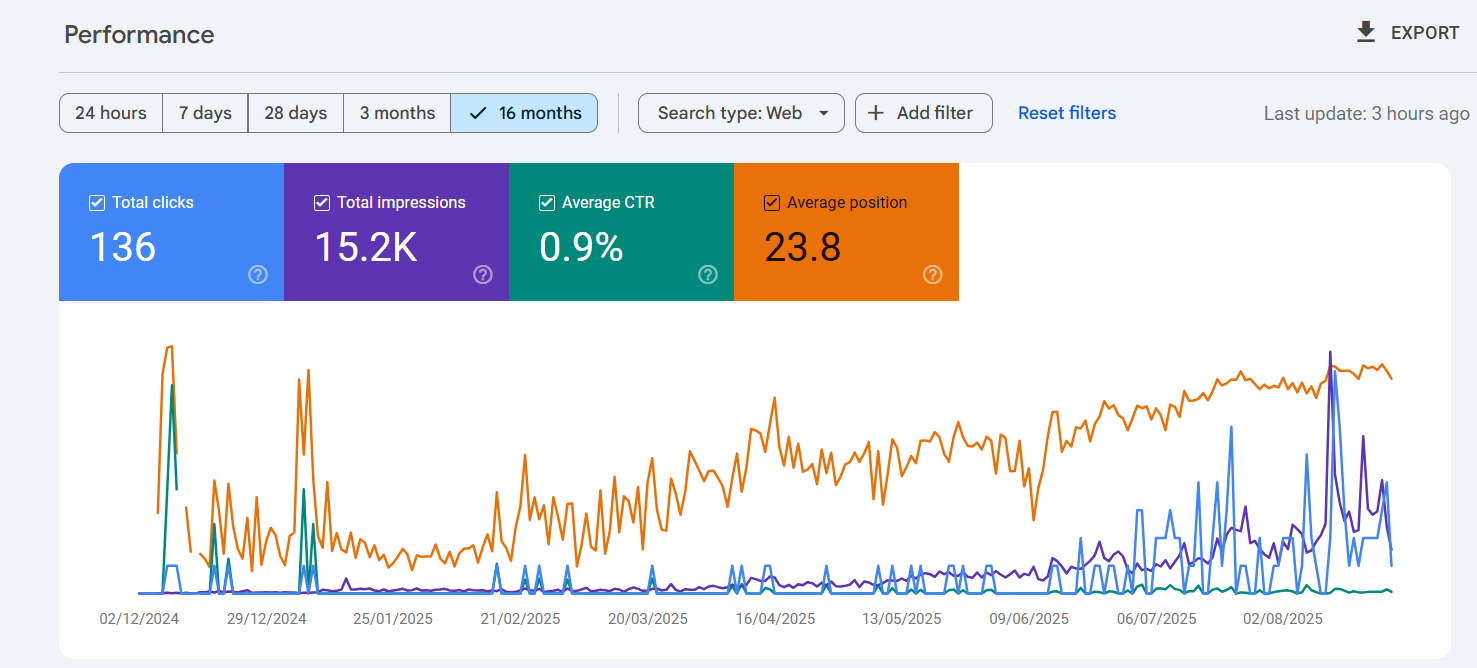 Performance
EXPORT
24 hours 7 days 28 days 3 months 16 months Search type: Web Add filter Reset filters Last update: 3 hours ago
Total clicks Total impressions Average CTR Average position
136 15.2K 0.9% 23.8
02/12/2024 29/12/2024 25/01/2025 21/02/2025 20/03/2025 16/04/2025 13/05/2025 09/06/2025 06/07/2025 02/08/2025